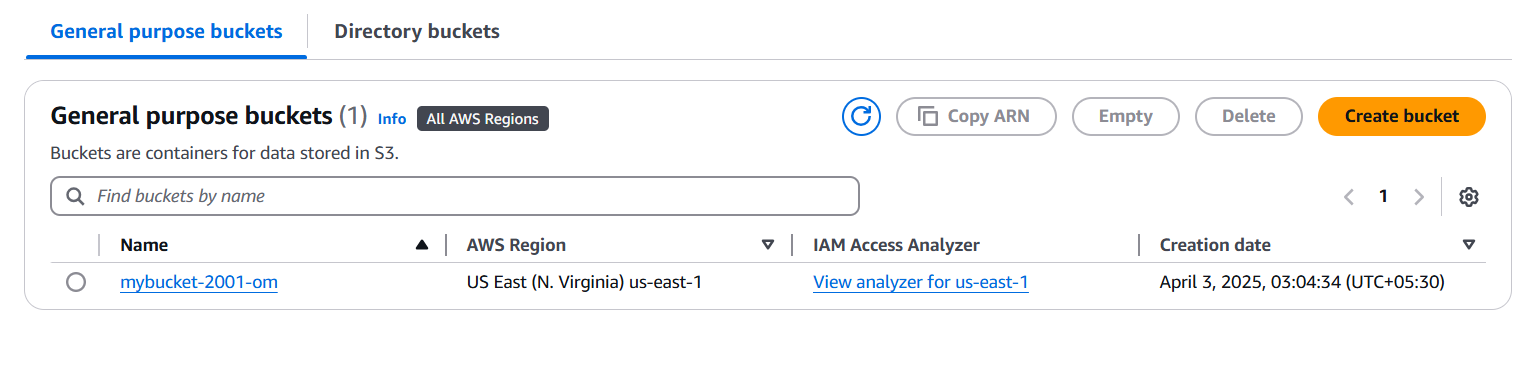 General purpose buckets Directory buckets
General purpose buckets (1) Info All AWS Regions Copy ARN Empty Delete Create bucket
Buckets are containers for data stored in S3.
Find buckets by name 1
Name AWS Region IAM Access Analyzer Creation date
mybucket-2001-om US East (N. Virginia) us-east-1 View analyzer for us-east-1 April 3, 2025, 03:04:34 (UTC+05:30)